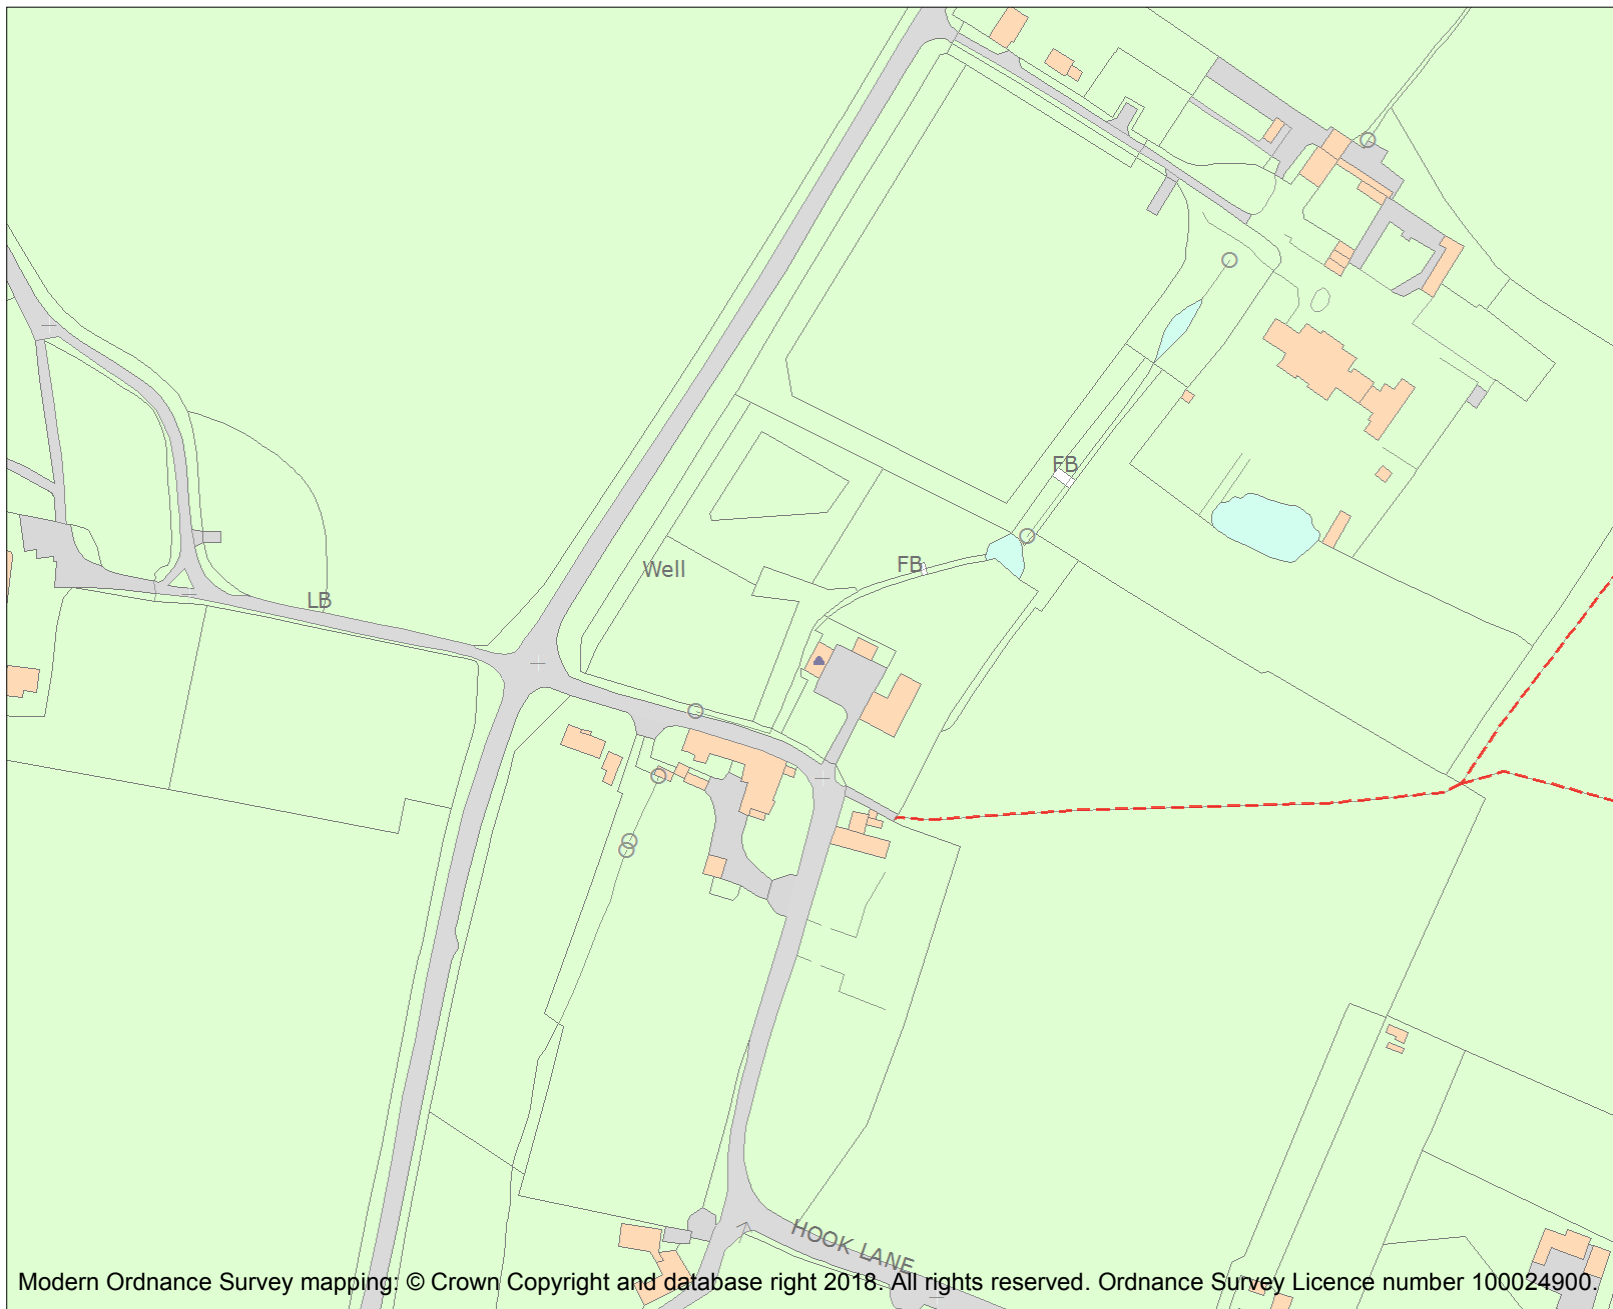 FB
FB
Well
LB
HOOK LANE
Modern Ordnance Survey mapping: © Crown Copyright and database right 2018. All rights reserved. Ordnance Survey Licence number 100024900.